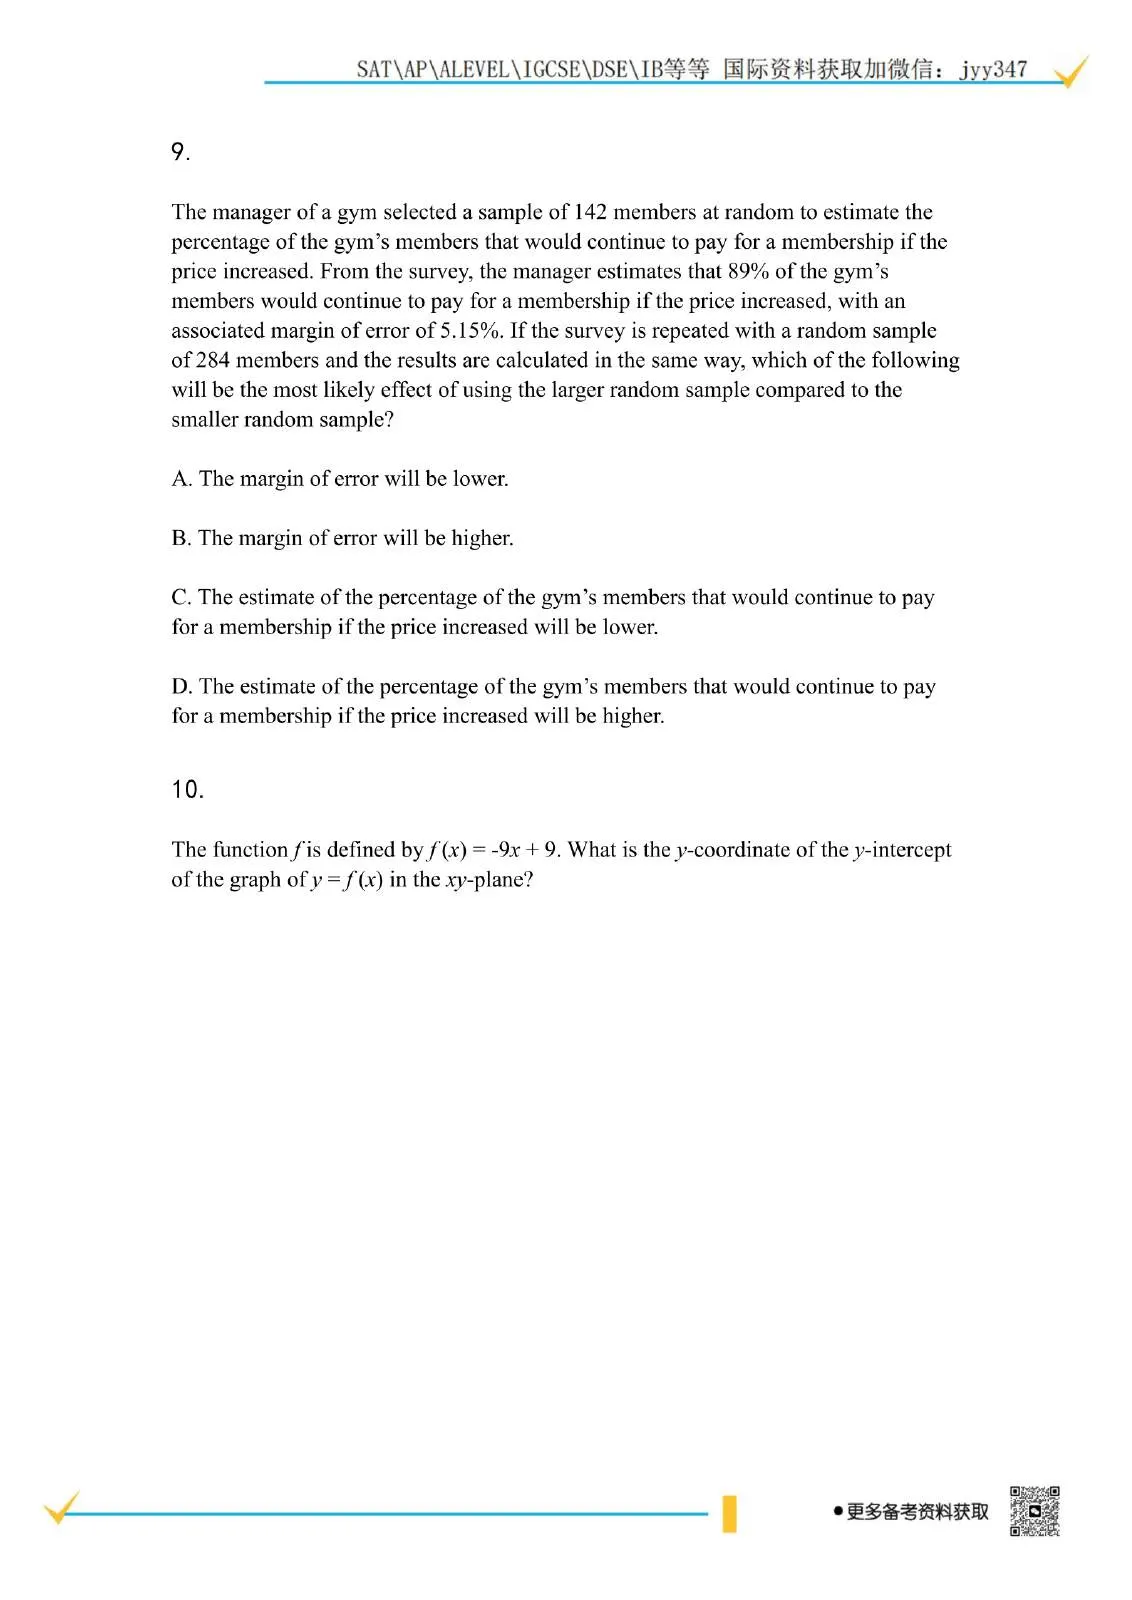 SAT\AP\ALEVEL\IGCSE\DSE\IB等等 国际资料获取加微信：jyy347
9.
The manager of a gym selected a sample of 142 members at random to estimate the
percentage of the gym’s members that would continue to pay for a membership if the
price increased. From the survey, the manager estimates that 89% of the gym’s
members would continue to pay for a membership if the price increased, with an
associated margin of error of 5.15%. If the survey is repeated with a random sample
of 284 members and the results are calculated in the same way, which of the following
will be the most likely effect of using the larger random sample compared to the
smaller random sample?
A. The margin of error will be lower.
B. The margin of error will be higher.
C. The estimate of the percentage of the gym’s members that would continue to pay
for a membership if the price increased will be lower.
D. The estimate of the percentage of the gym’s members that would continue to pay
for a membership if the price increased will be higher.
10.
The function f is defined by f (x) = -9x + 9. What is the y-coordinate of the y-intercept
of the graph of y = f (x) in the xy-plane?
●更多备考资料获取